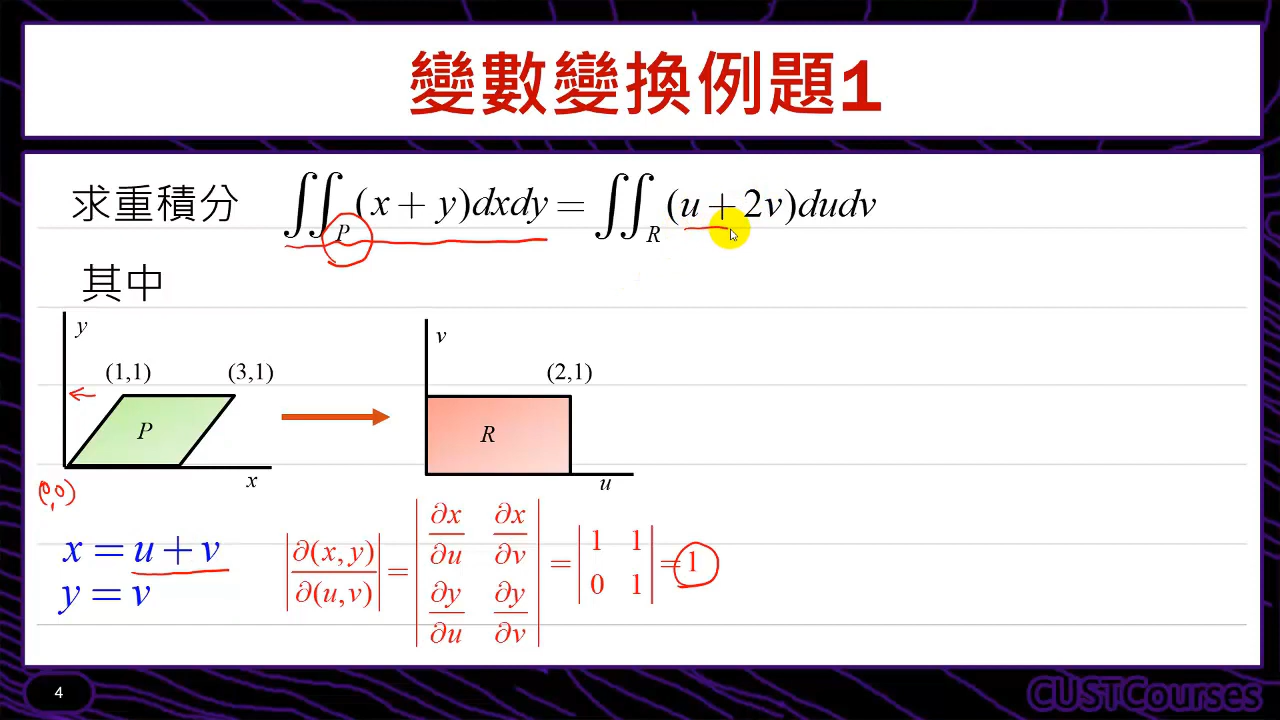 變數變換例題1
求重積分 ∬_P (x + y)dxdy = ∬_R (u + 2v)dudv
其中
y
v
(1,1) (3,1)
(2,1)
P
R
x
u
(0,0)
x = u + v
y = v
|∂(x,y)/∂(u,v)| = |∂x/∂u ∂x/∂v; ∂y/∂u ∂y/∂v| = |1 1; 0 1| = 1
4
CUSTCourses